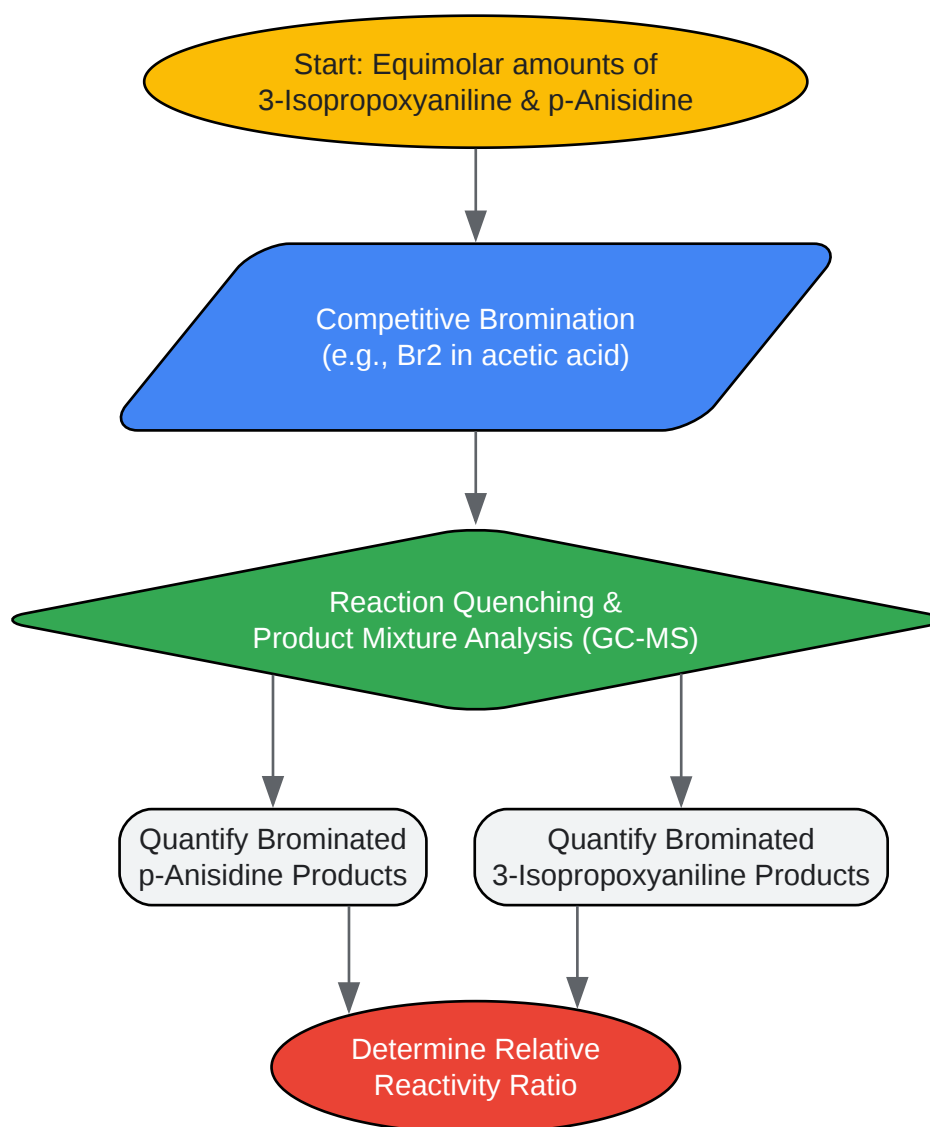 Start: Equimolar amounts of
3-Isopropoxyaniline & p-Anisidine
Competitive Bromination
(e.g., Br2 in acetic acid)
Reaction Quenching &
Product Mixture Analysis (GC-MS)
Quantify Brominated
p-Anisidine Products
Quantify Brominated
3-Isopropoxyaniline Products
Determine Relative
Reactivity Ratio